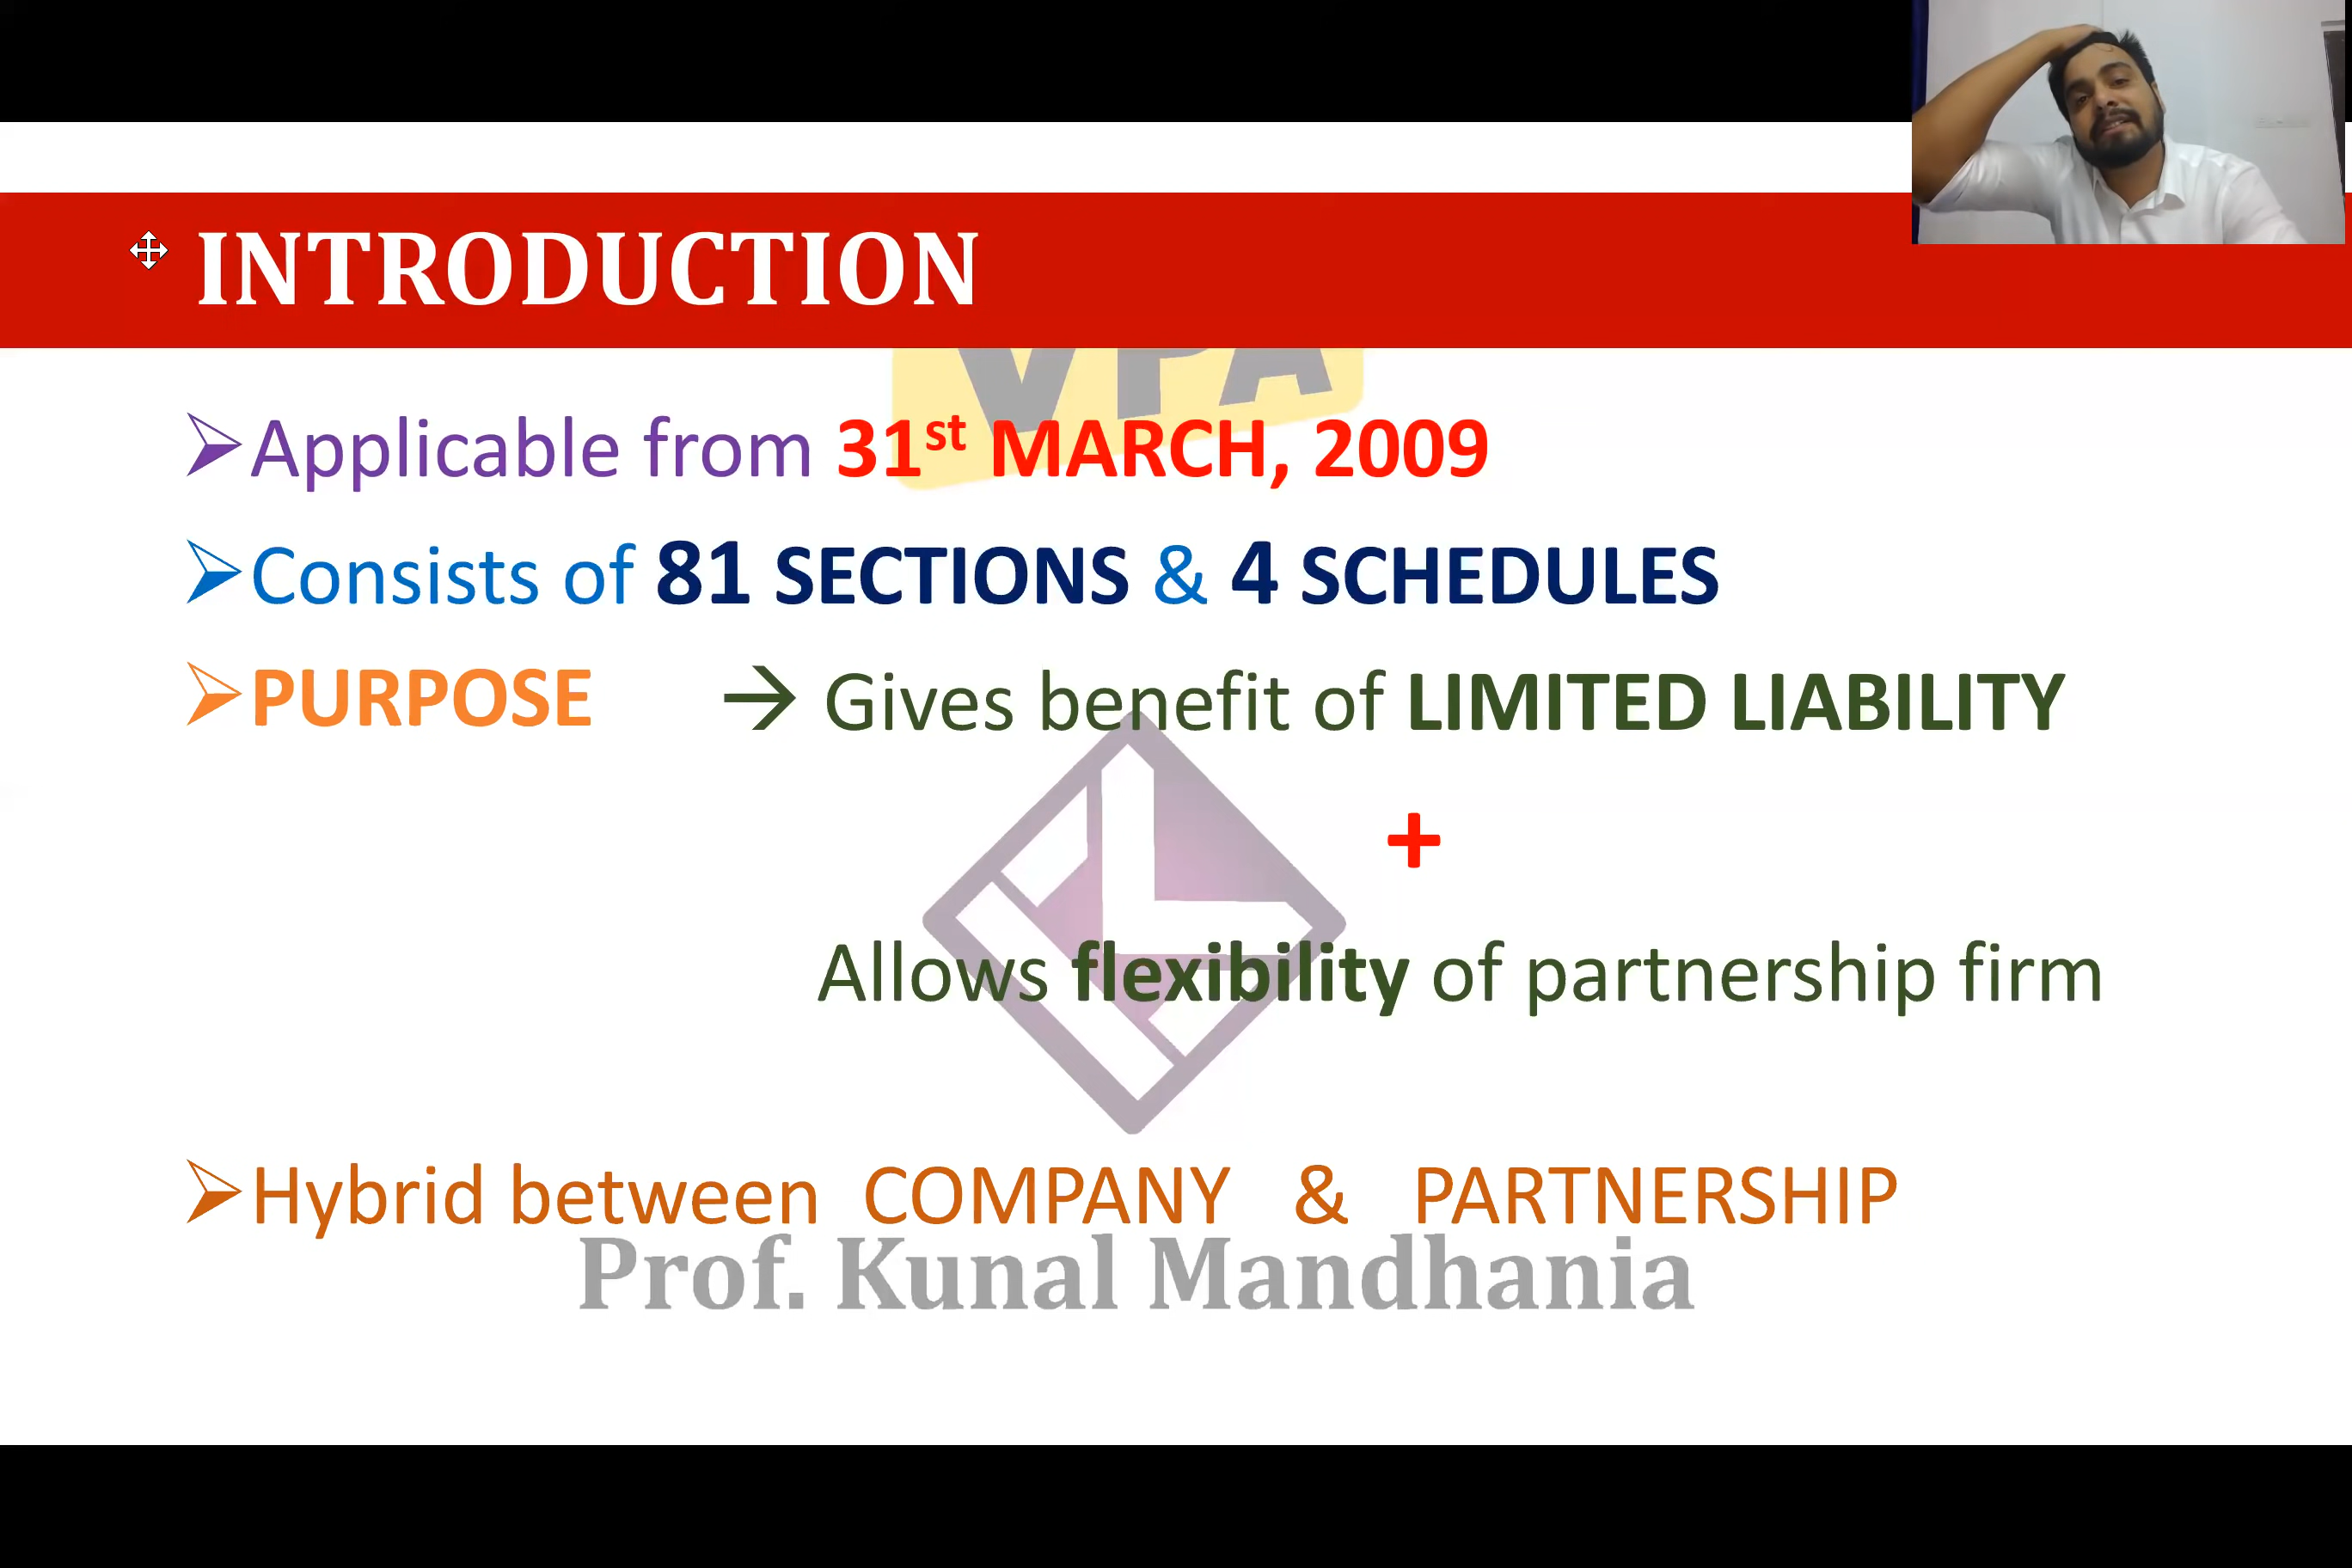 INTRODUCTION
VPA
Applicable from 31st MARCH, 2009
Consists of 81 SECTIONS & 4 SCHEDULES
PURPOSE → Gives benefit of LIMITED LIABILITY
+
Allows flexibility of partnership firm
Hybrid between COMPANY & PARTNERSHIP
Prof. Kunal Mandhania